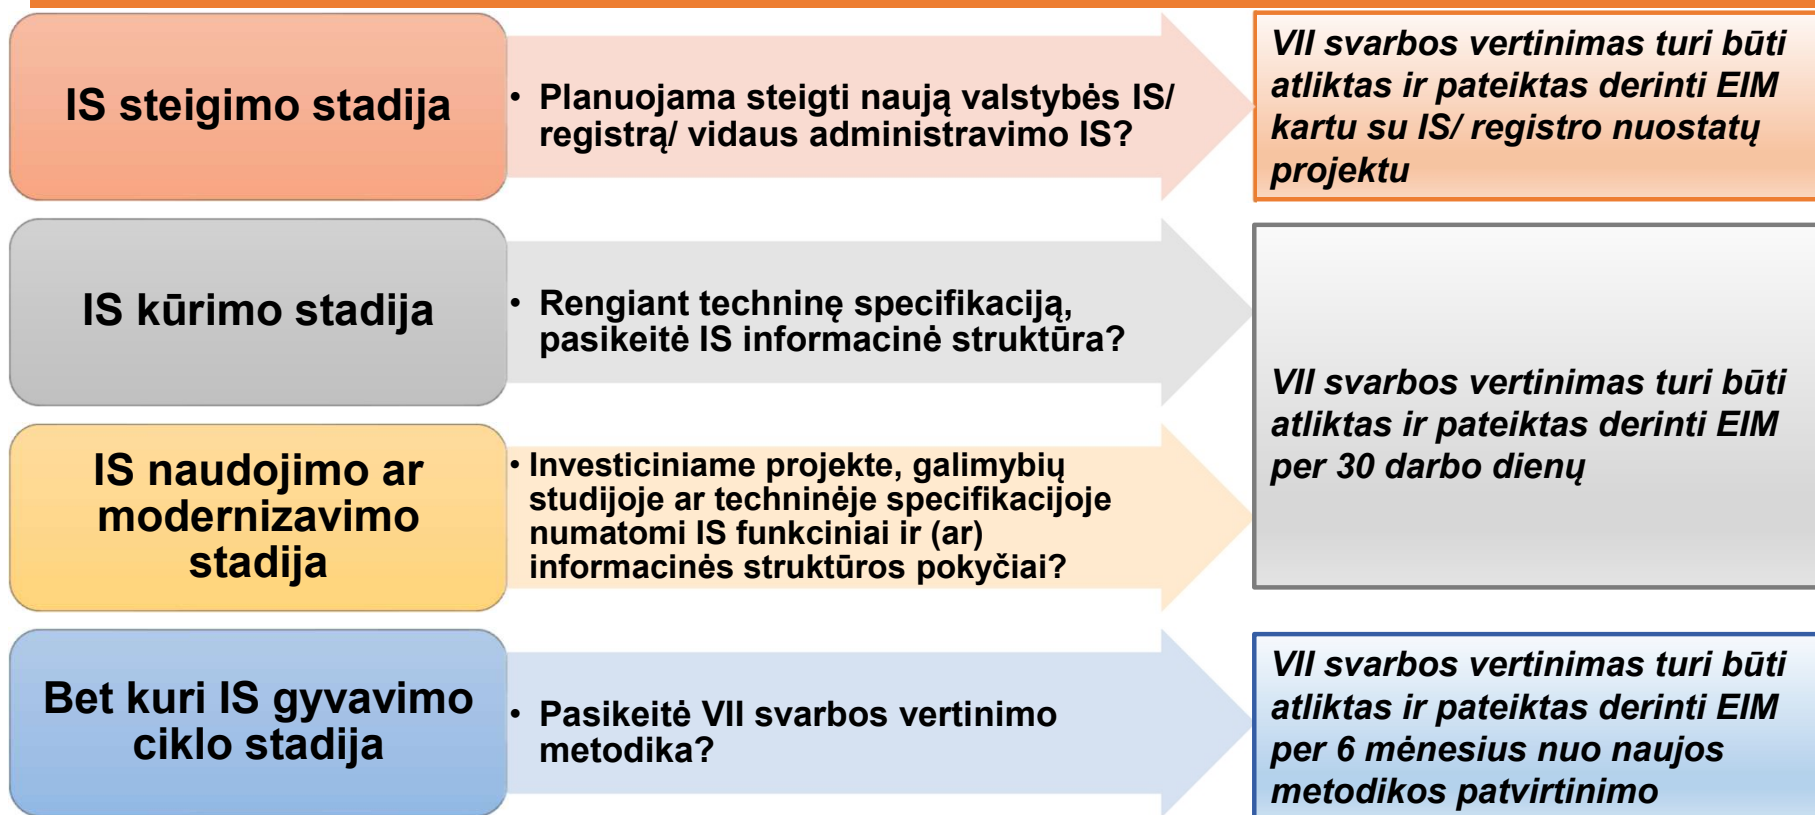 IS steigimo stadija
• Planuojama steigti naują valstybės IS/
registrą/ vidaus administravimo IS?
VII svarbos vertinimas turi būti
atliktas ir pateiktas derinti EIM
kartu su IS/ registro nuostatų
projektu
IS kūrimo stadija
• Rengiant techninę specifikaciją,
pasikeitė IS informacinė struktūra?
IS naudojimo ar
modernizavimo
stadija
• Investiciniame projekte, galimybių
studijoje ar techninėje specifikacijoje
numatomi IS funkciniai ir (ar)
informacinės struktūros pokyčiai?
VII svarbos vertinimas turi būti
atliktas ir pateiktas derinti EIM
per 30 darbo dienų
Bet kuri IS gyvavimo
ciklo stadija
• Pasikeitė VII svarbos vertinimo
metodika?
VII svarbos vertinimas turi būti
atliktas ir pateiktas derinti EIM
per 6 mėnesius nuo naujos
metodikos patvirtinimo